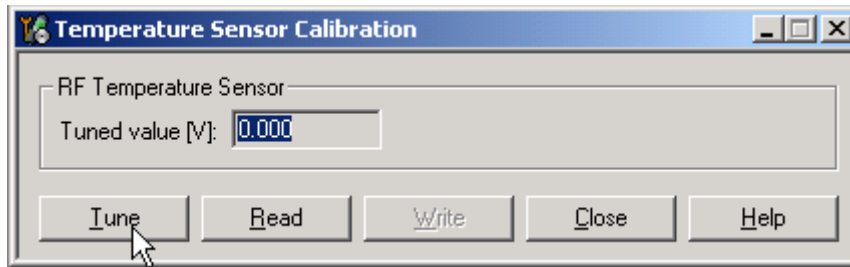 Temperature Sensor Calibration
RF Temperature Sensor
Tuned value [V]: 0.000
Tune Read Write Close Help